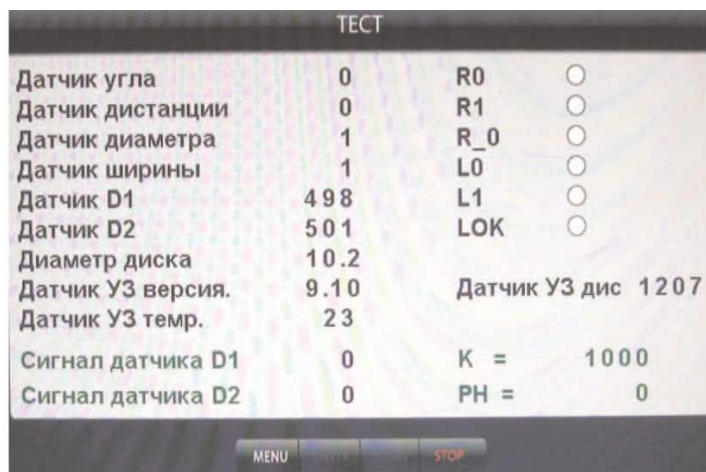 ТЕСТ
Датчик угла 0 R0
Датчик дистанции 0 R1
Датчик диаметра 1 R_0
Датчик ширины 1 L0
Датчик D1 498 L1
Датчик D2 501 LOK
Диаметр диска 10.2
Датчик УЗ версия. 9.10 Датчик УЗ дис 1207
Датчик УЗ темр. 23
Сигнал датчика D1 0 K = 1000
Сигнал датчика D2 0 PH = 0
MENU STOP